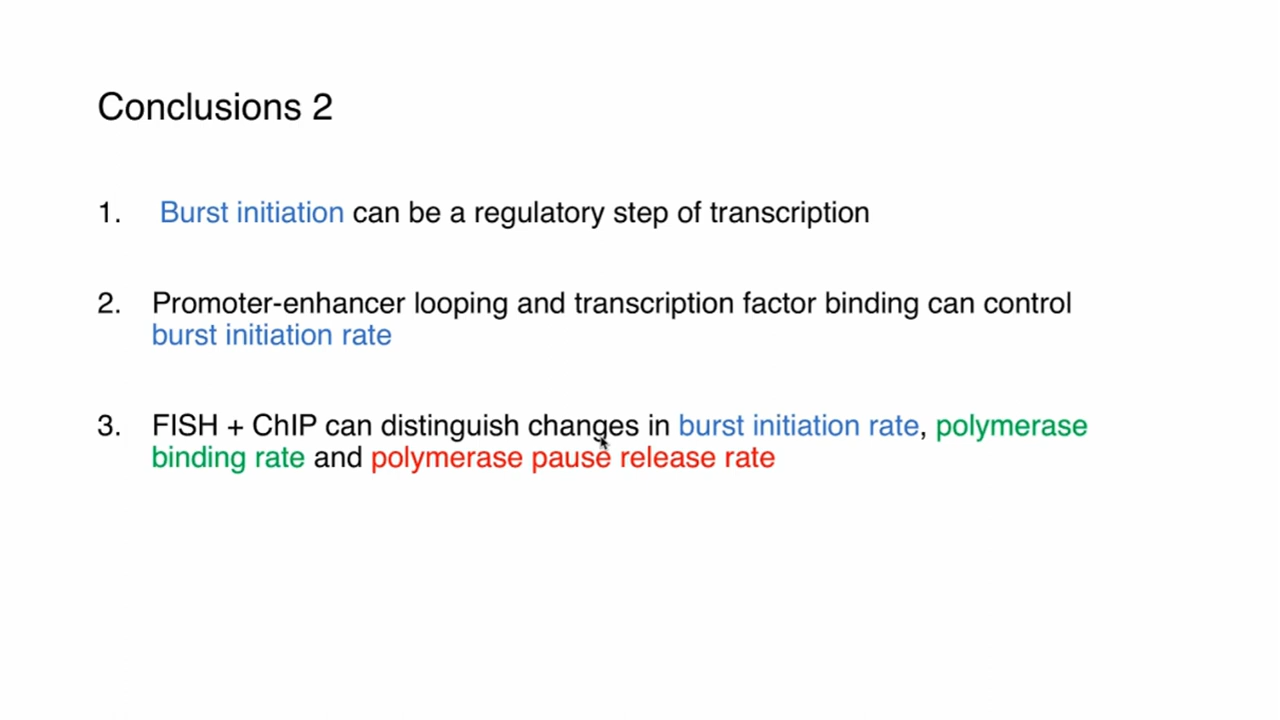 Conclusions 2
1. Burst initiation can be a regulatory step of transcription
2. Promoter-enhancer looping and transcription factor binding can control
burst initiation rate
3. FISH + ChIP can distinguish changes in burst initiation rate, polymerase
binding rate and polymerase pause release rate